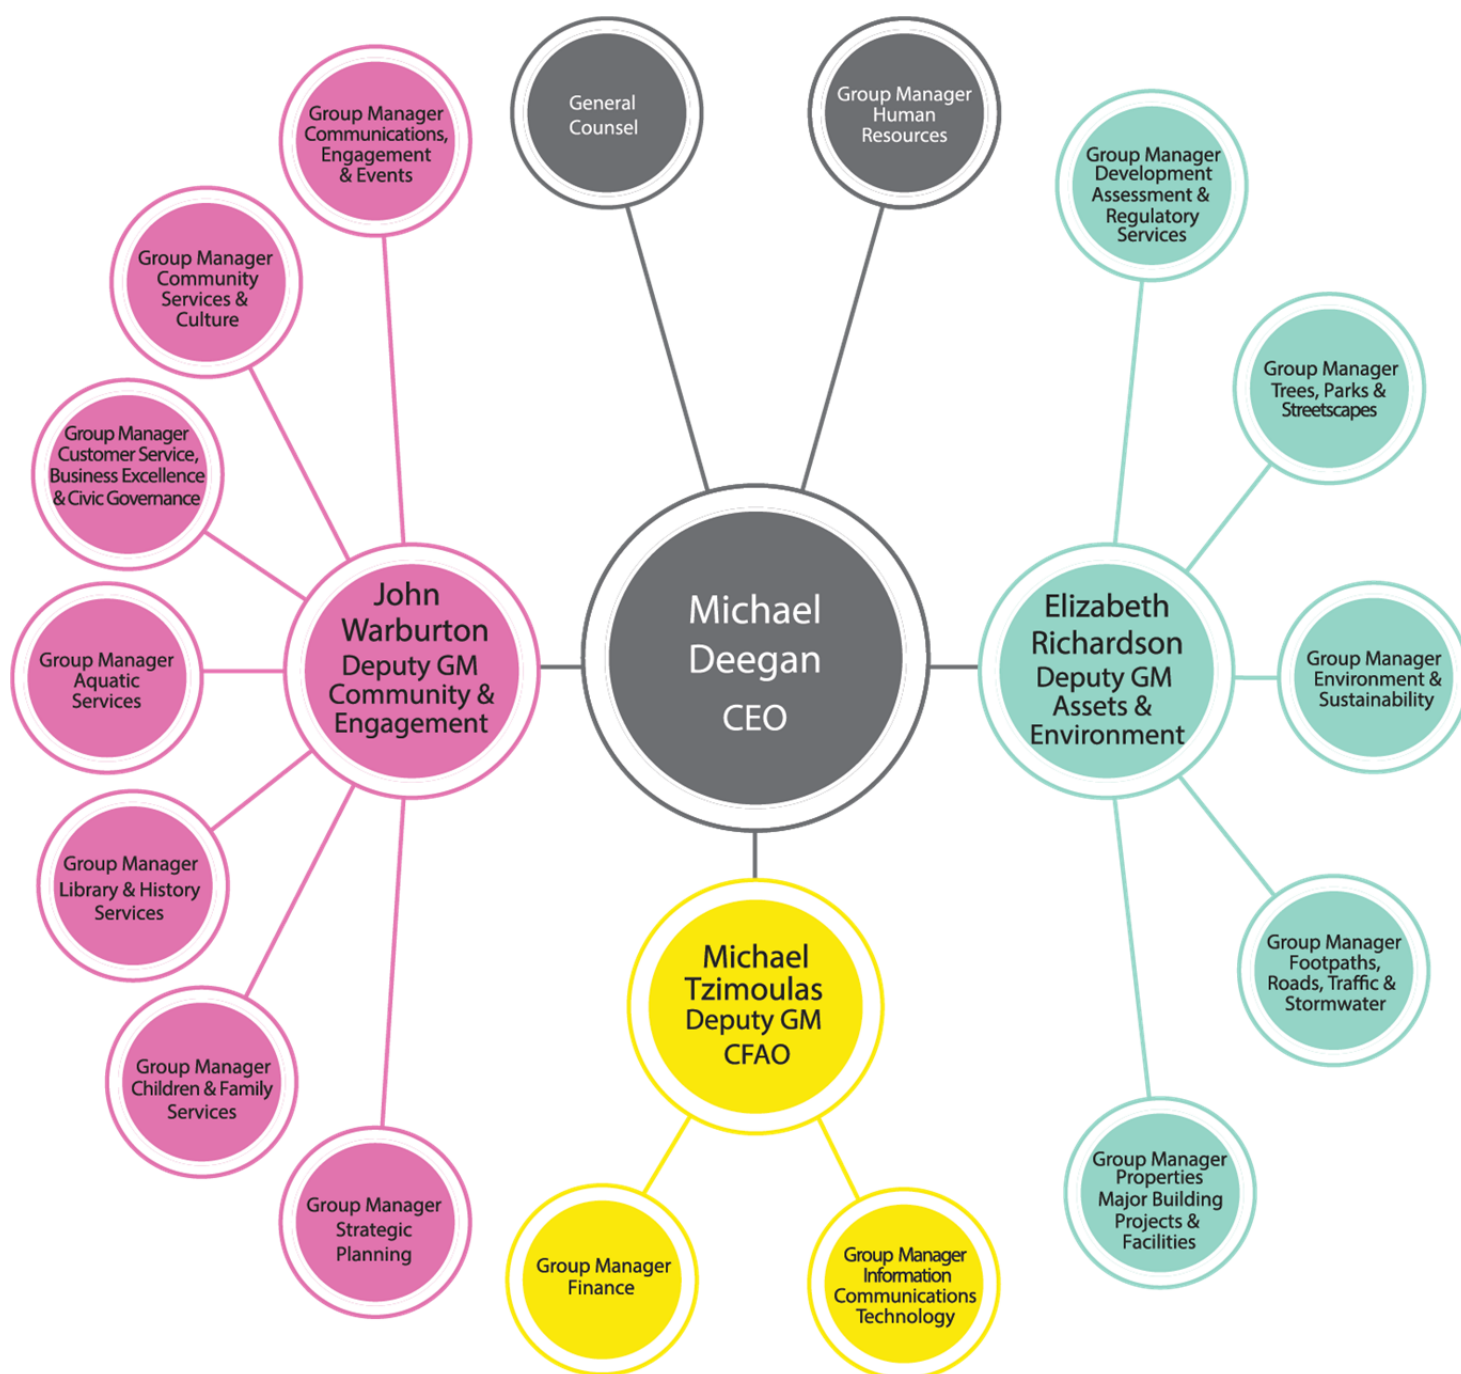 General
Counsel
Group Manager
Human
Resources
Group Manager
Communications,
Engagement
& Events
Group Manager
Community
Services &
Culture
Group Manager
Customer Service,
Business Excellence
& Civic Governance
Group Manager
Aquatic
Services
Group Manager
Library & History
Services
Group Manager
Children & Family
Services
Group Manager
Strategic
Planning
John
Warburton
Deputy GM
Community &
Engagement
Michael
Deegan
CEO
Michael
Tzimoulas
Deputy GM
CFAO
Group Manager
Finance
Group Manager
Information
Communications
Technology
Elizabeth
Richardson
Deputy GM
Assets &
Environment
Group Manager
Development
Assessment &
Regulatory
Services
Group Manager
Trees, Parks &
Streetscapes
Group Manager
Environment &
Sustainability
Group Manager
Footpaths,
Roads, Traffic &
Stormwater
Group Manager
Properties
Major Building
Projects &
Facilities